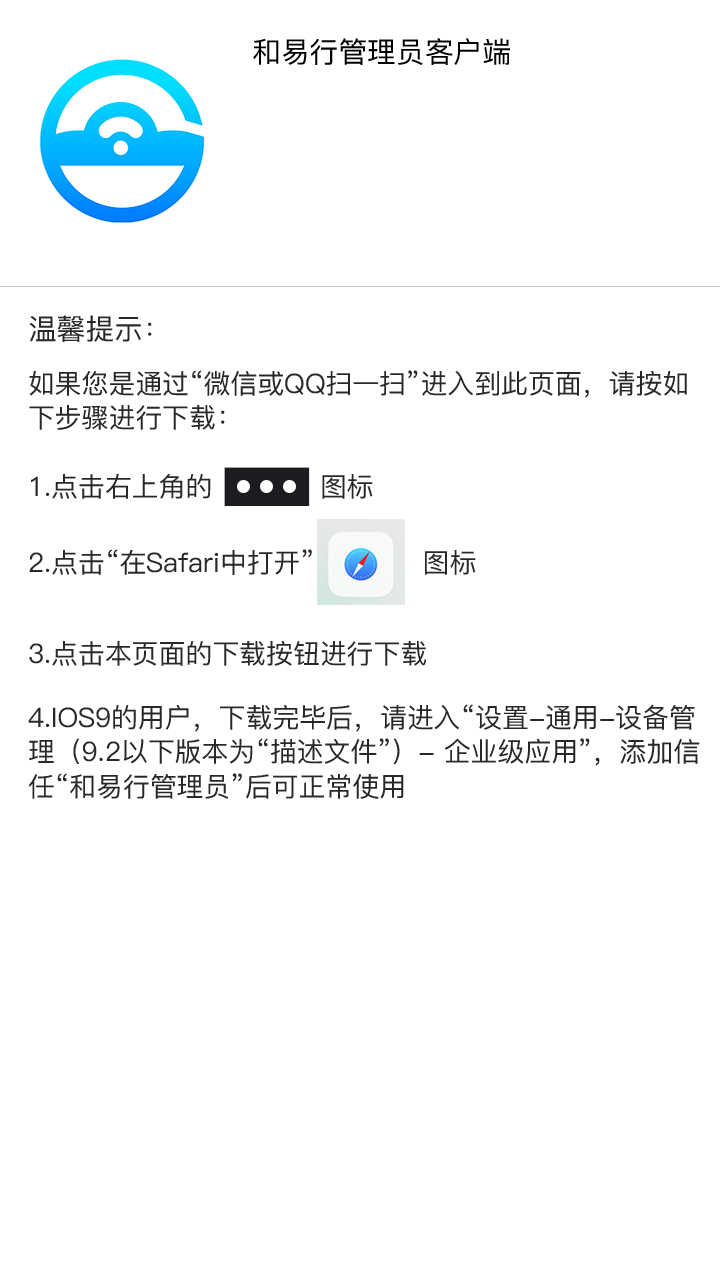 和易行管理员客户端
温馨提示：
如果您是通过“微信或QQ扫一扫”进入到此页面，请按如
下步骤进行下载：
1.点击右上角的 图标
2.点击“在Safari中打开” 图标
3.点击本页面的下载按钮进行下载
4.IOS9的用户，下载完毕后，请进入“设置–通用–设备管
理（9.2以下版本为“描述文件”）– 企业级应用”，添加信
任“和易行管理员”后可正常使用